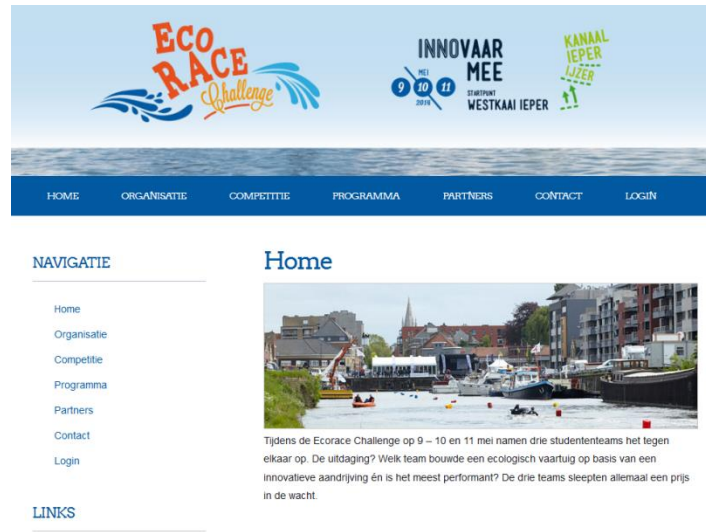 ECO
RACE
Challenge
INNOVAAR
MEE
MEI
9 10 11
2016
STARTPUNT
WESTKAAI IEPER
KANAAL
IEPER
IJZER
HOME ORGANISATIE COMPETITIE PROGRAMMA PARTNERS CONTACT LOGIN
NAVIGATIE
Home
Organisatie
Competitie
Programma
Partners
Contact
Login
LINKS
Home
Tijdens de Ecorace Challenge op 9 – 10 en 11 mei namen drie studententeams het tegen
elkaar op. De uitdaging? Welk team bouwde een ecologisch vaartuig op basis van een
innovatieve aandrijving én is het meest performant? De drie teams sleepten allemaal een prijs
in de wacht.